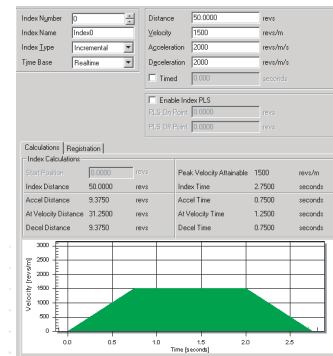 Index Number 0
Index Name Index0
Index Type Incremental
Time Base Realtime
Distance 50.0000 revs
Velocity 1500 revs/m
Acceleration 2000 revs/m/s
Deceleration 2000 revs/m/s
Timed 0.000 seconds
Enable Index PLS
PLS On Point 0.0000 revs
PLS Off Point 0.0000 revs
Calculations Registration
Index Calculations
Start Position 0.0000 revs
Index Distance 50.0000 revs
Accel Distance 9.3750 revs
At Velocity Distance 31.2500 revs
Decel Distance 9.3750 revs
Peak Velocity Attainable 1500 revs/m
Index Time 2.7500 seconds
Accel Time 0.7500 seconds
At Velocity Time 1.2500 seconds
Decel Time 0.7500 seconds
Velocity [revs/m]
3000
2500
2000
1500
1000
500
0
0.0 0.5 1.0 1.5 2.0 2.5
Time [seconds]